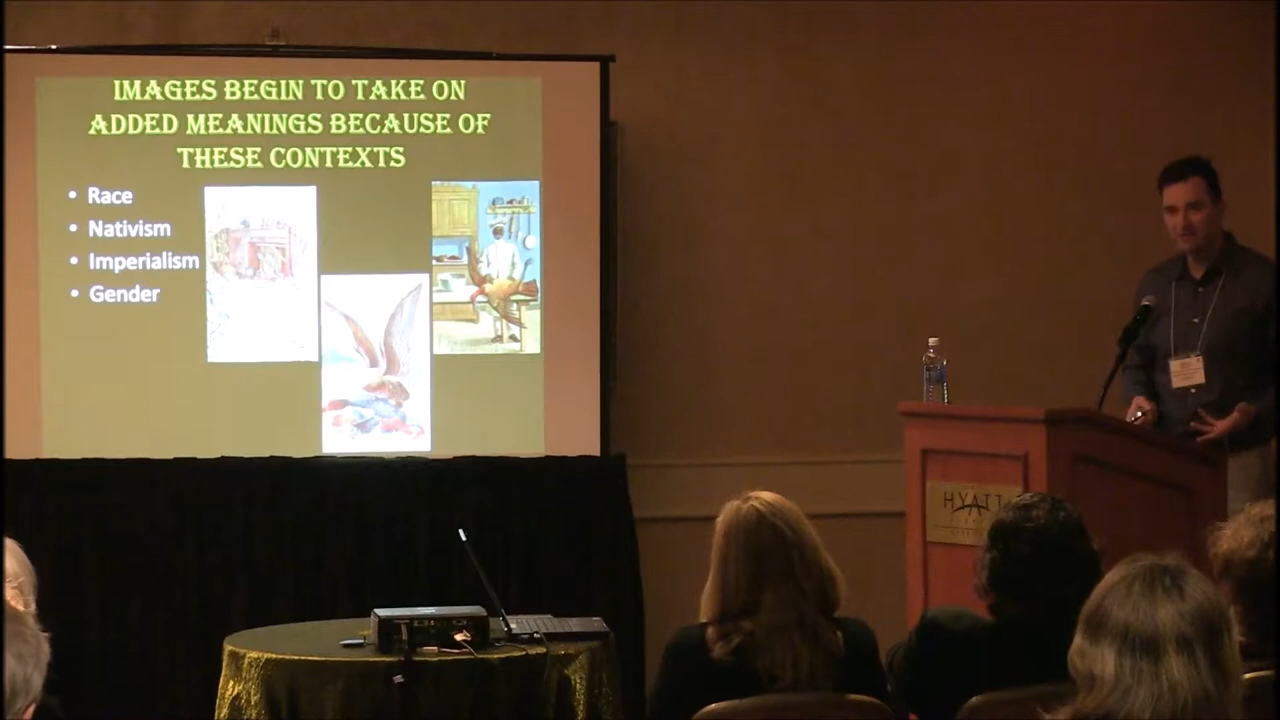 IMAGES BEGIN TO TAKE ON
ADDED MEANINGS BECAUSE OF
THESE CONTEXTS
• Race
• Nativism
• Imperialism
• Gender
HYATT